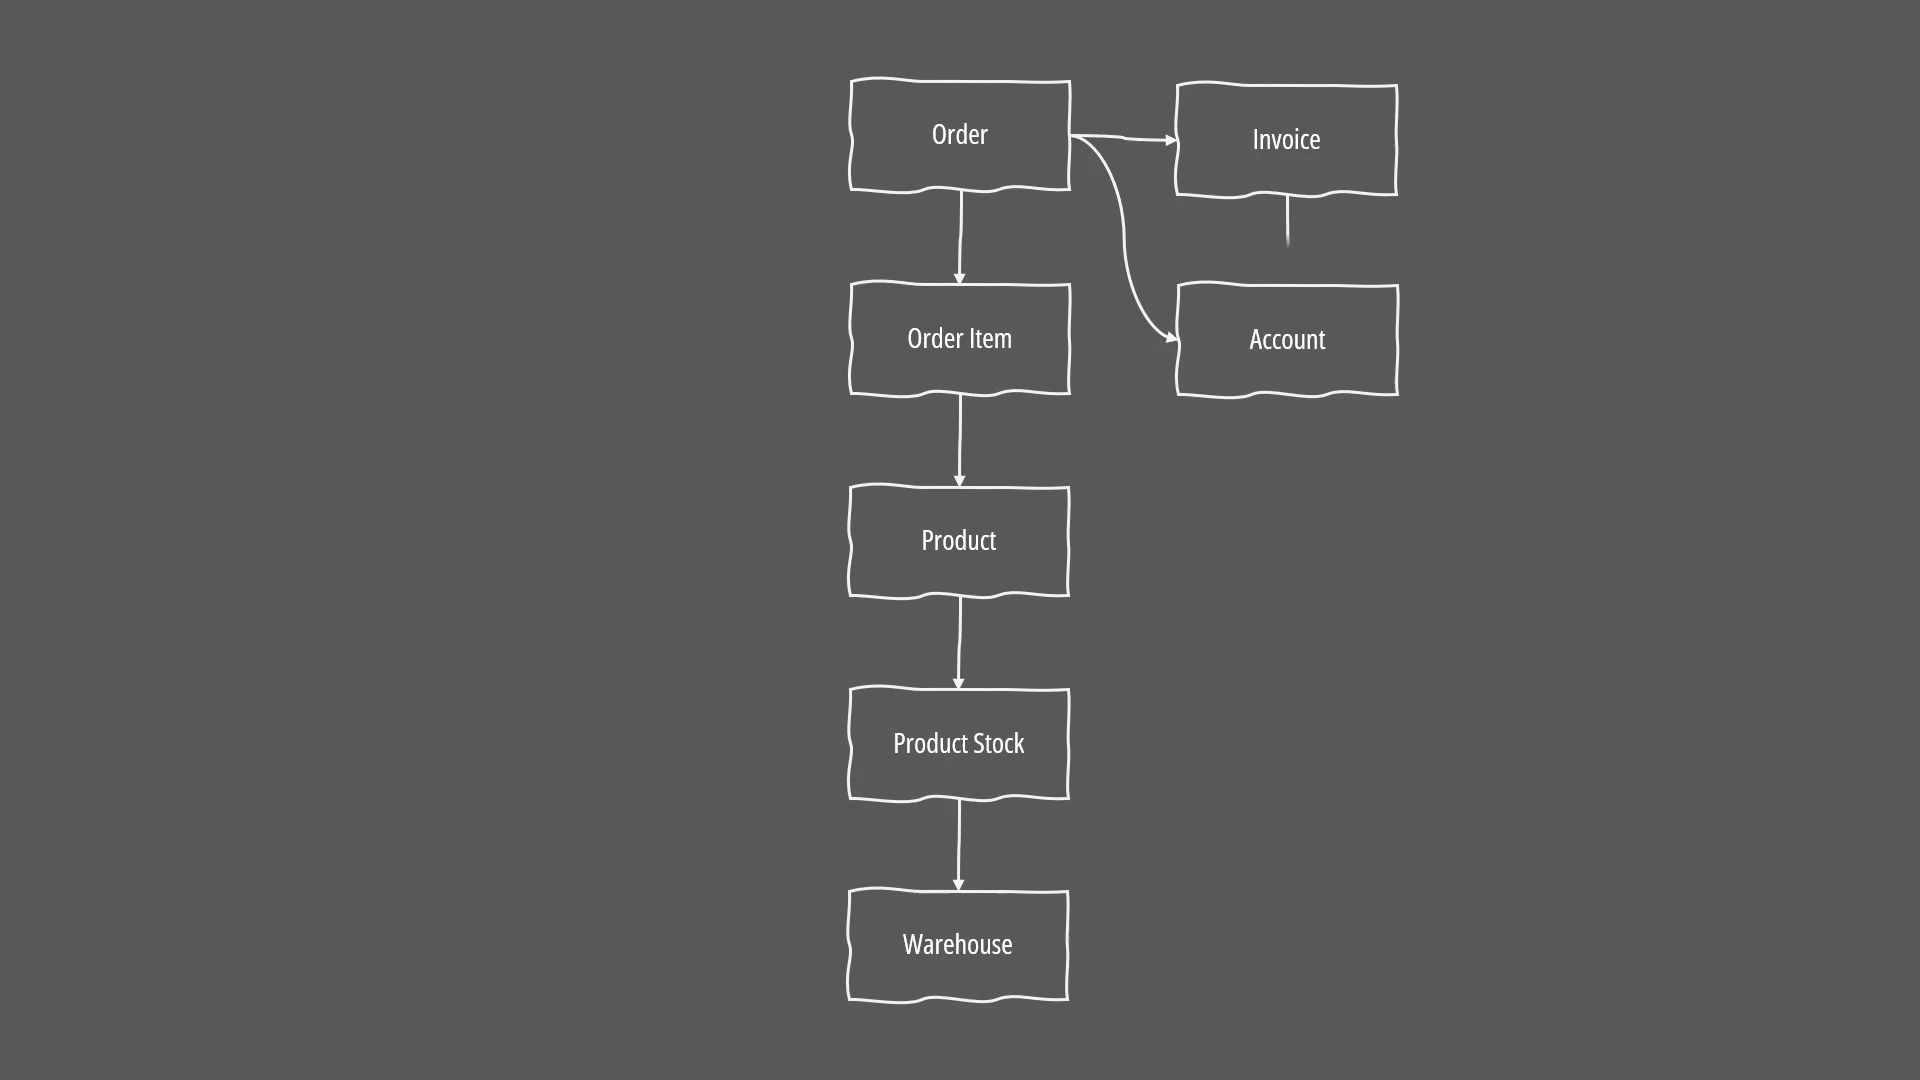 Order
Invoice
Order Item
Account
Product
Product Stock
Warehouse